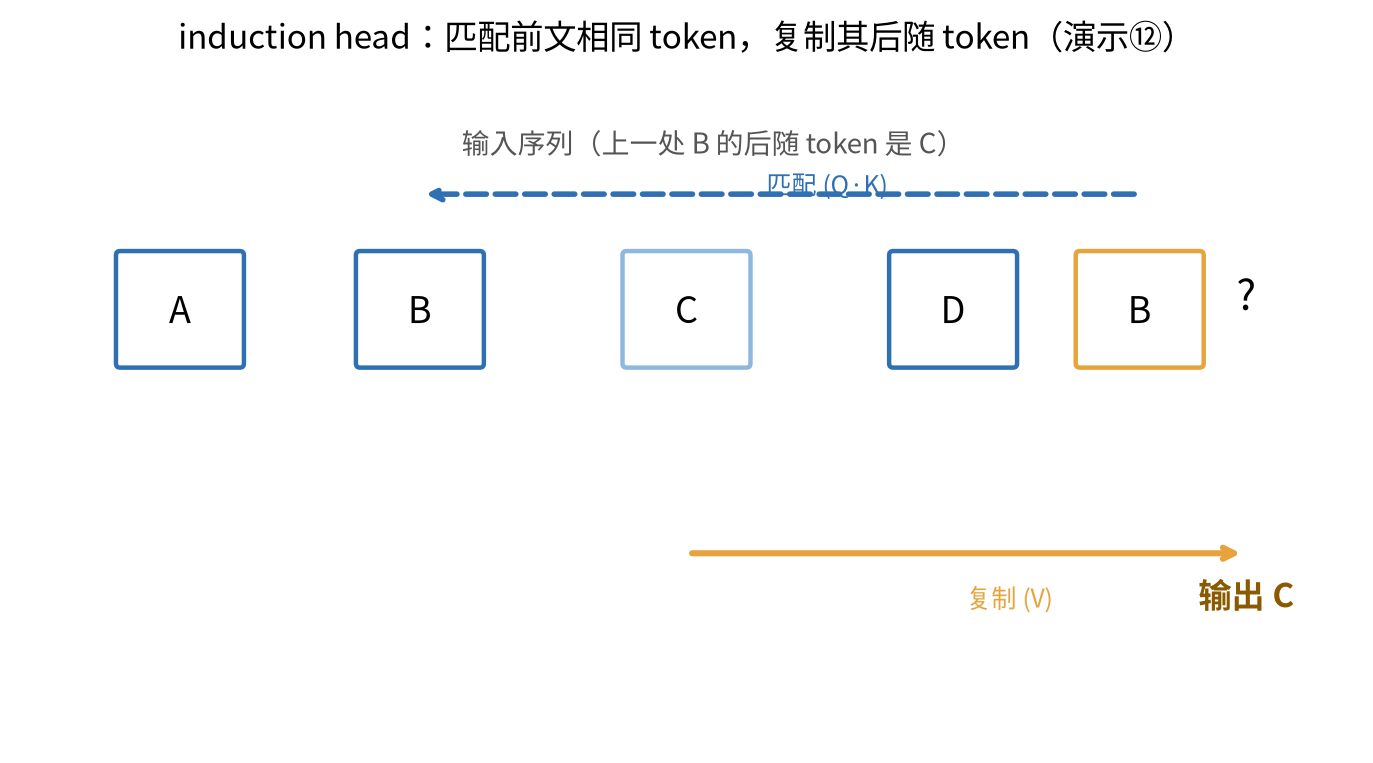 induction head：匹配前文相同 token，复制其后随 token（演示⑫）
输入序列（上一处 B 的后随 token 是 C）
匹配 (Q·K)
A B C D B ?
复制 (V)
输出 C